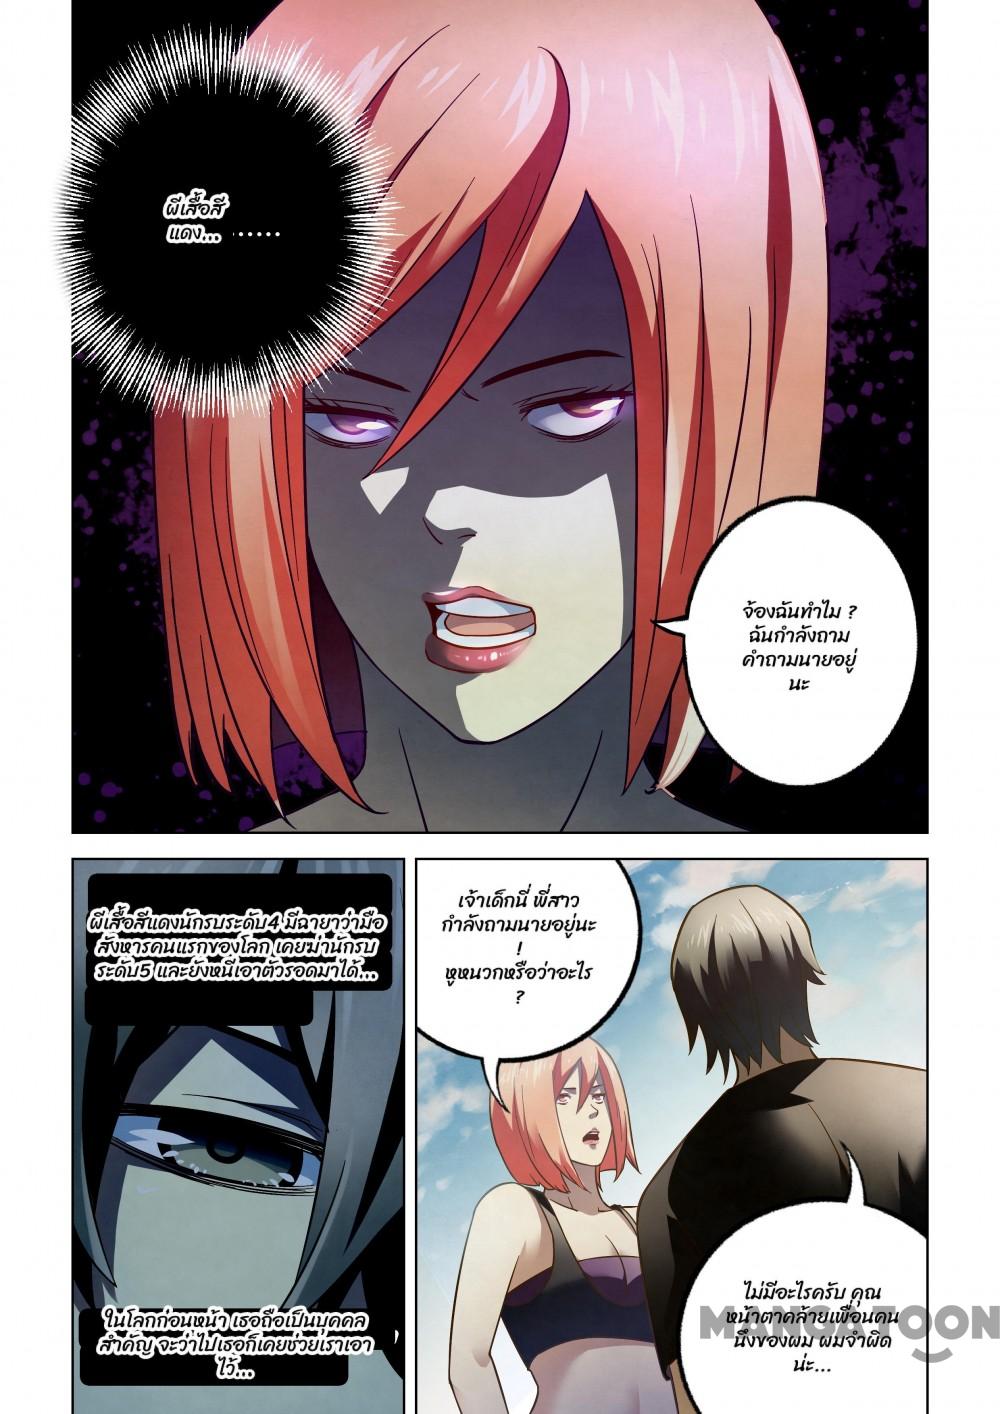 ผีเสื้อสี
แดง... ......
จ้องฉันทำไม ?
ฉันกำลังถาม
คำถามนายอยู่
นะ
ผีเสื้อสีแดงนักรบระดับ4 มีฉายาว่ามือ
สังหารคนแรกของโลก เคยฆ่านักรบ
ระดับ5 และยังหนีเอาตัวรอดมาได้...
เจ้าเด็กนี่ พี่สาว
กำลังถามนายอยู่นะ
!
หูหนวกหรือว่าอะไร
?
ในโลกก่อนหน้า เธอถือเป็นบุคคล
สำคัญ จะว่าไปเธอก็เคยช่วยเราเอา
ไว้...
ไม่มีอะไรครับ คุณ
หน้าตาคล้ายเพื่อนคน
นึงของผม ผมจำผิด
น่ะ...
MANGATOON